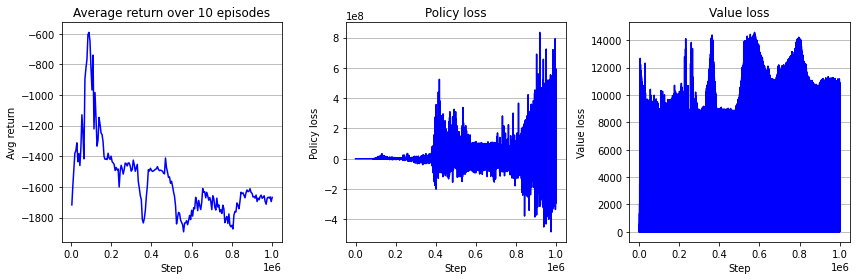 Average return over 10 episodes
Avg return
−600
−800
−1000
−1200
−1400
−1600
−1800
0.0 0.2 0.4 0.6 0.8 1.0
Step
1e6
Policy loss
1e8
Policy loss
8
6
4
2
0
−2
−4
0.0 0.2 0.4 0.6 0.8 1.0
Step
1e6
Value loss
Value loss
14000
12000
10000
8000
6000
4000
2000
0
0.0 0.2 0.4 0.6 0.8 1.0
Step
1e6